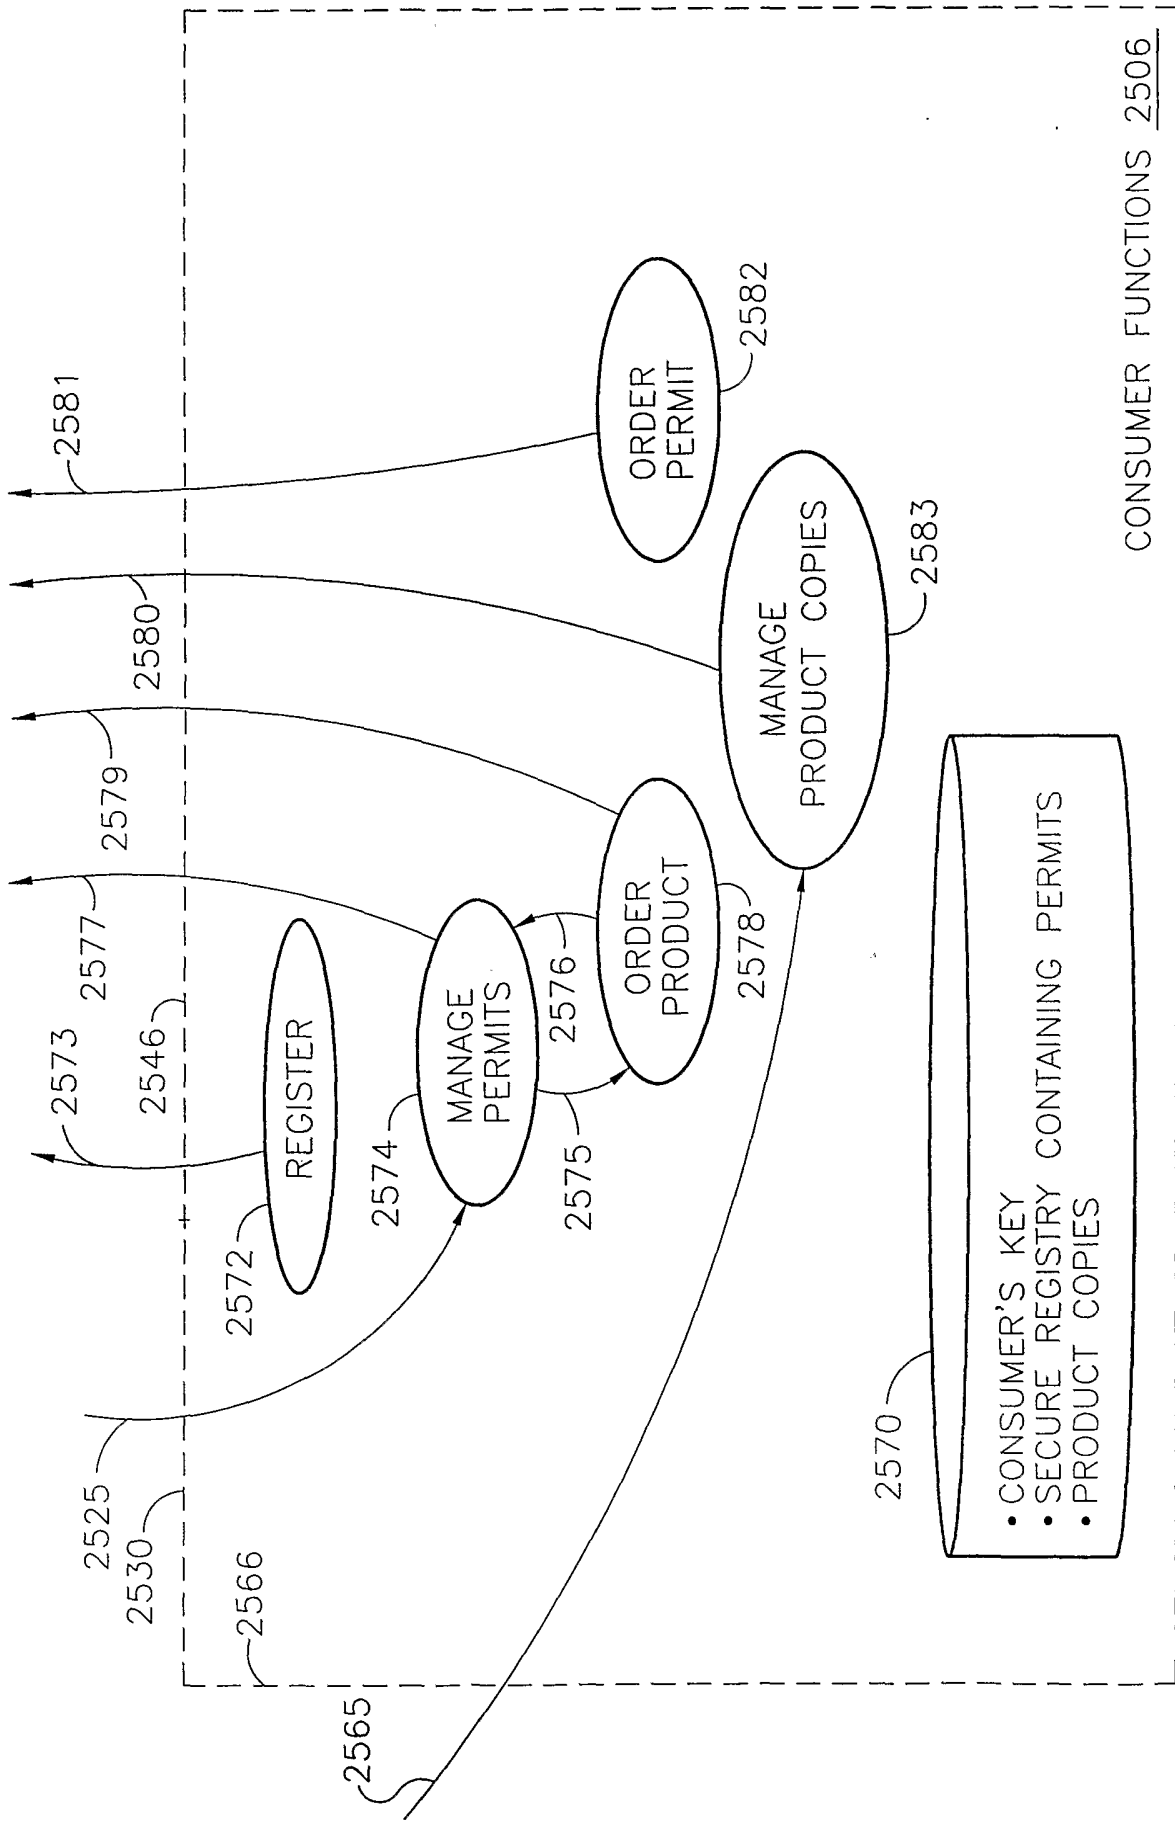 2581
2580
2579
2577
2573
2546
2525
2530
2566
2565
REGISTER
2572
MANAGE
PERMITS
2574
2575
2576
ORDER
PRODUCT
2578
ORDER
PERMIT
2582
MANAGE
PRODUCT COPIES
2583
2570
• CONSUMER'S KEY
• SECURE REGISTRY CONTAINING PERMITS
• PRODUCT COPIES
CONSUMER FUNCTIONS 2506